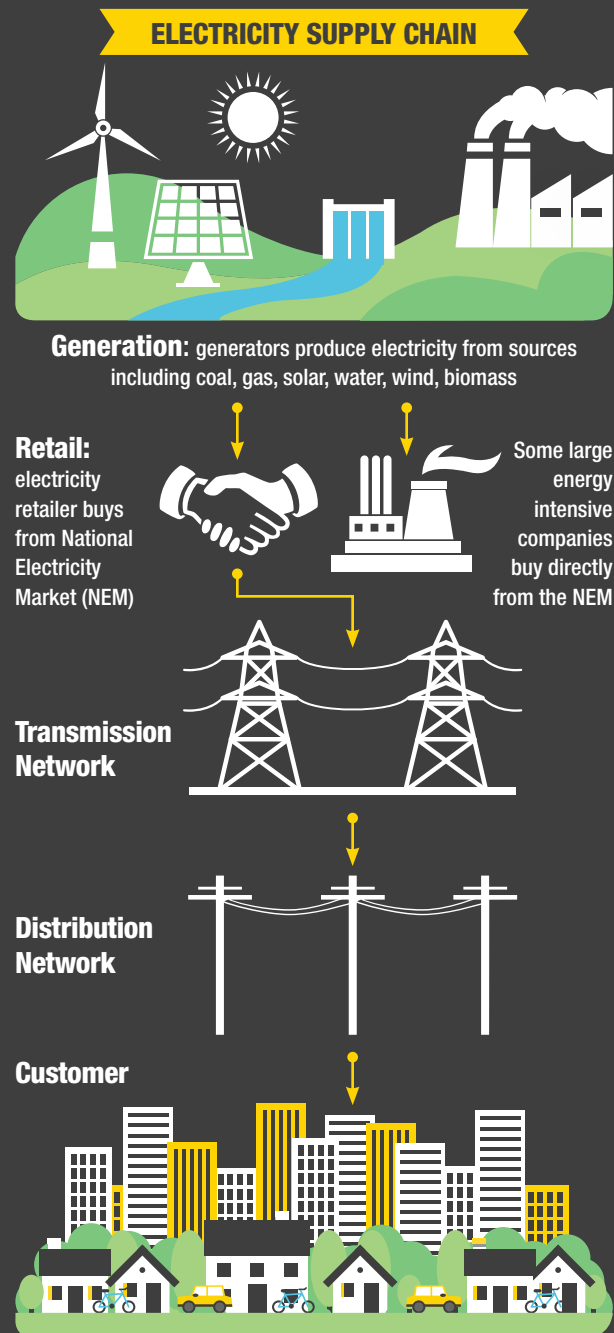 ELECTRICITY SUPPLY CHAIN
Generation: generators produce electricity from sources
including coal, gas, solar, water, wind, biomass
Retail:
electricity
retailer buys
from National
Electricity
Market (NEM)
Some large
energy
intensive
companies
buy directly
from the NEM
Transmission
Network
Distribution
Network
Customer